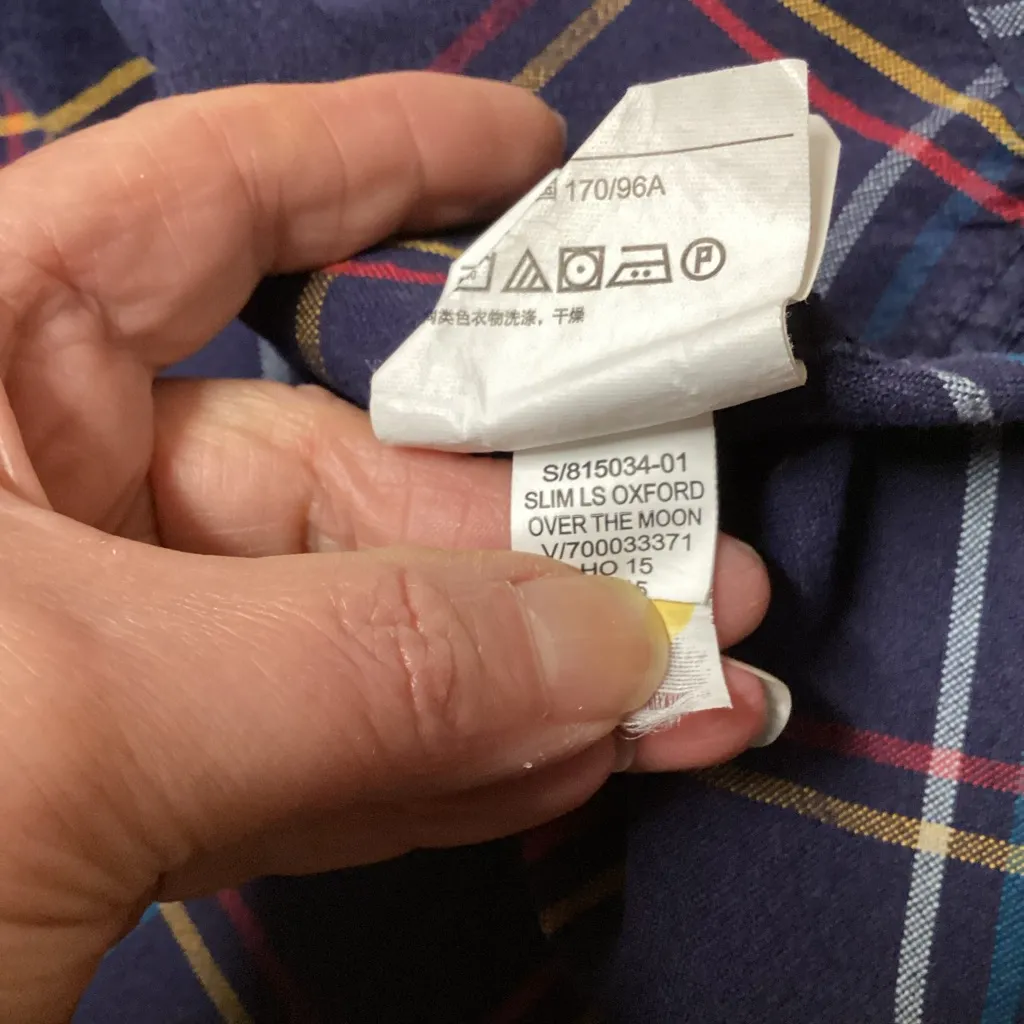 170/96A
类色衣物洗涤，干燥
S/815034-01
SLIM LS OXFORD
OVER THE MOON
V/700033371
HO 15